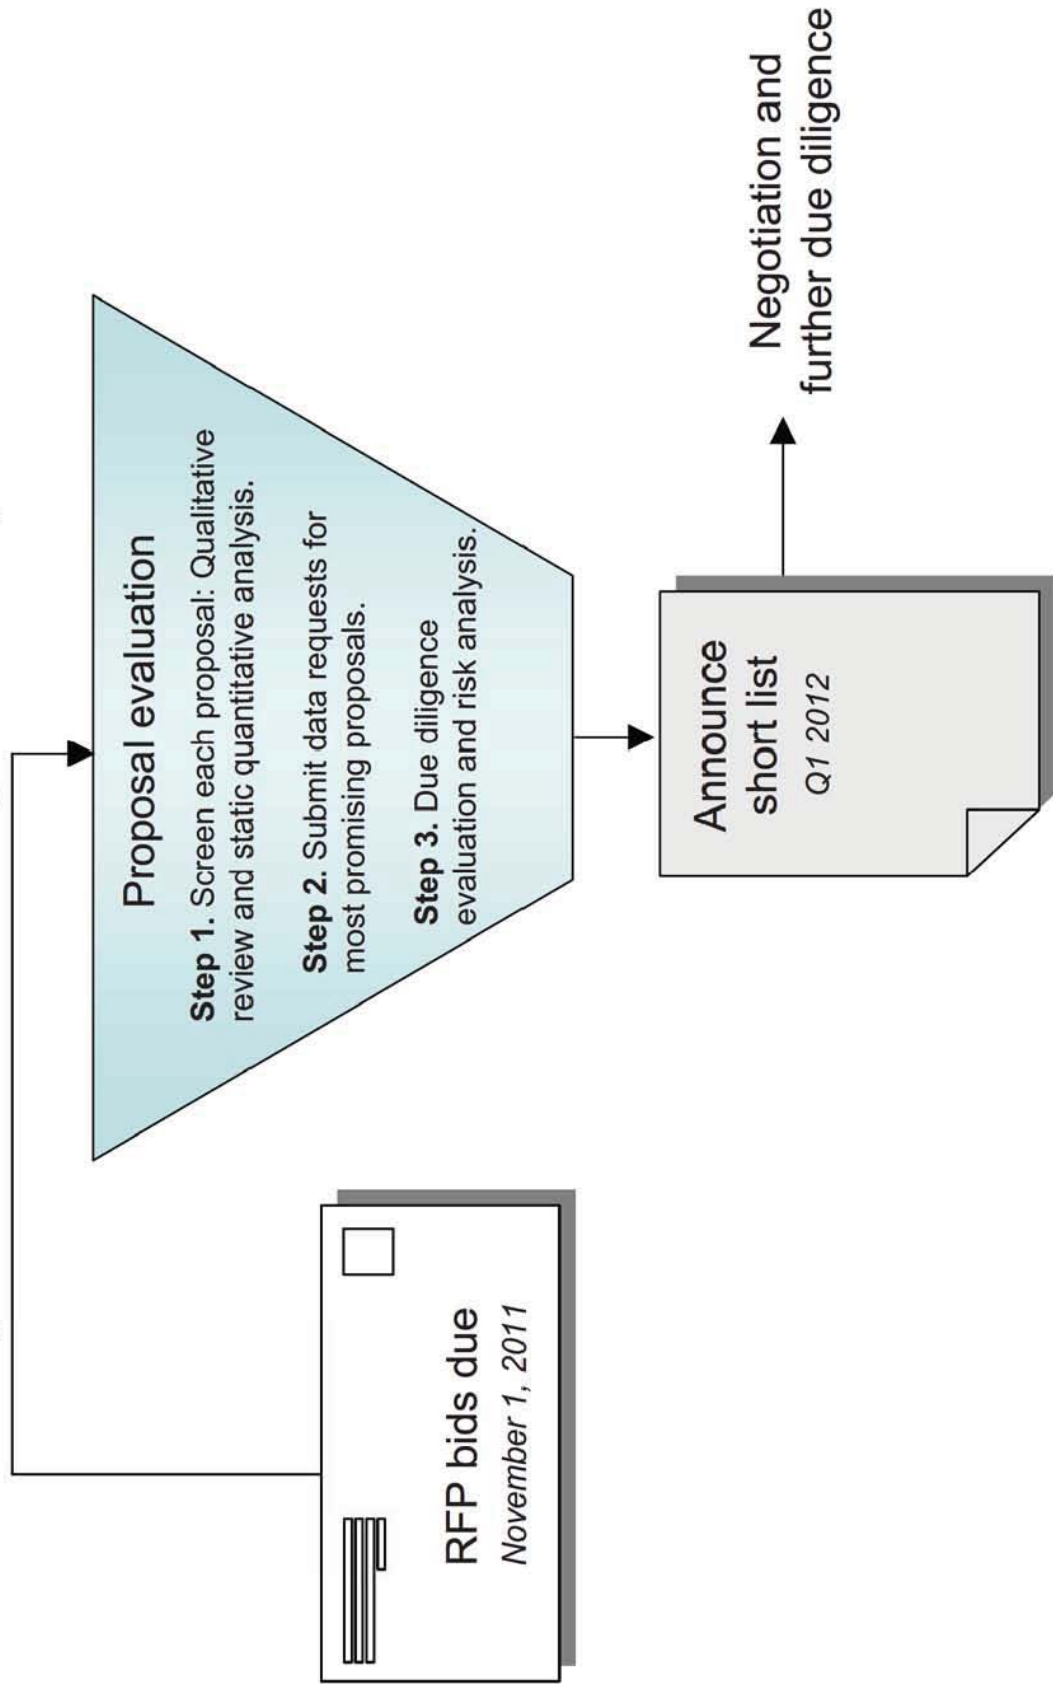 RFP bids due
November 1, 2011
Proposal evaluation
Step 1. Screen each proposal: Qualitative
review and static quantitative analysis.
Step 2. Submit data requests for
most promising proposals.
Step 3. Due diligence
evaluation and risk analysis.
Announce
short list
Q1 2012
Negotiation and
further due diligence